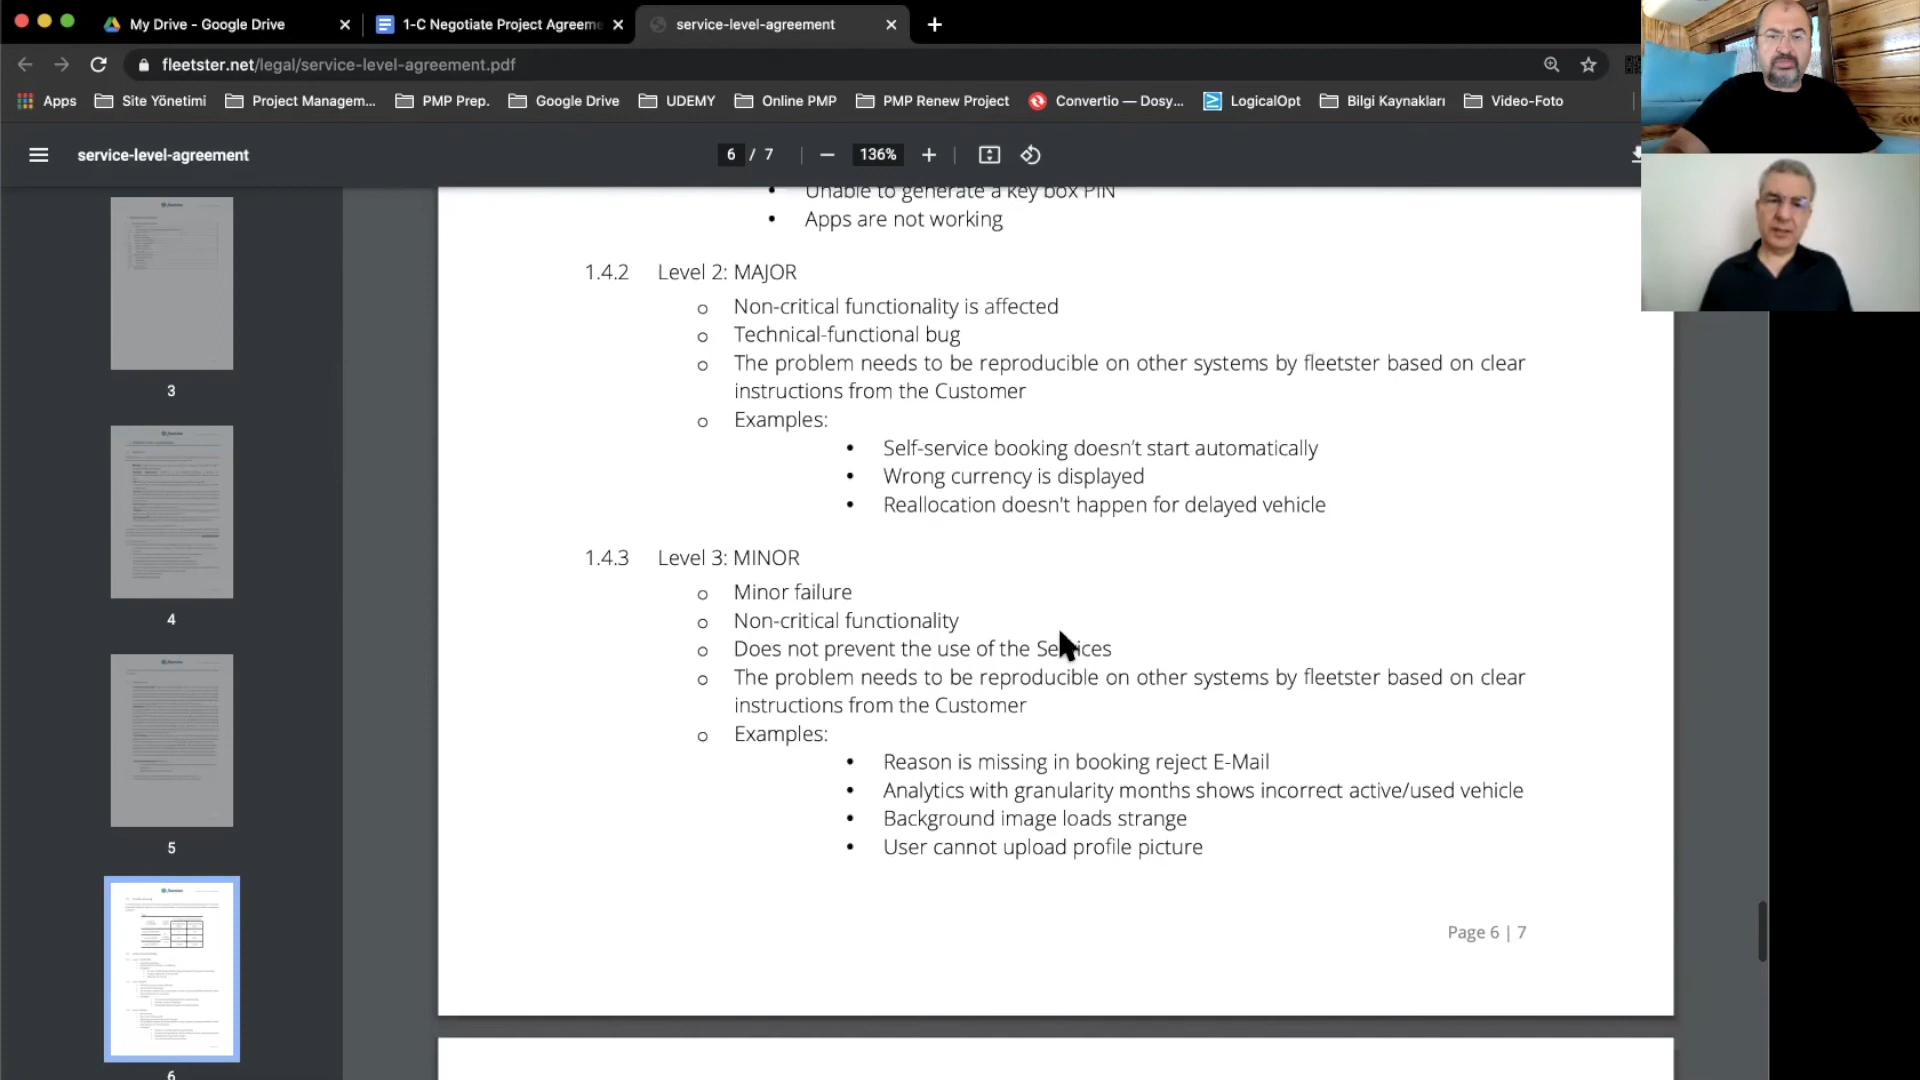 My Drive - Google Drive
1-C Negotiate Project Agreem
service-level-agreement
fleetster.net/legal/service-level-agreement.pdf
Apps
Site Yönetimi
Project Managem...
PMP Prep.
Google Drive
UDEMY
Online PMP
PMP Renew Project
Convertio — Dosy...
LogicalOpt
Bilgi Kaynakları
Video-Foto
service-level-agreement
6 / 7
136%
3
4
5
6
• Unable to generate a key box PIN
• Apps are not working
1.4.2 Level 2: MAJOR
o Non-critical functionality is affected
o Technical-functional bug
o The problem needs to be reproducible on other systems by fleetster based on clear
instructions from the Customer
o Examples:
• Self-service booking doesn't start automatically
• Wrong currency is displayed
• Reallocation doesn't happen for delayed vehicle
1.4.3 Level 3: MINOR
o Minor failure
o Non-critical functionality
o Does not prevent the use of the Services
o The problem needs to be reproducible on other systems by fleetster based on clear
instructions from the Customer
o Examples:
• Reason is missing in booking reject E-Mail
• Analytics with granularity months shows incorrect active/used vehicle
• Background image loads strange
• User cannot upload profile picture
Page 6 | 7